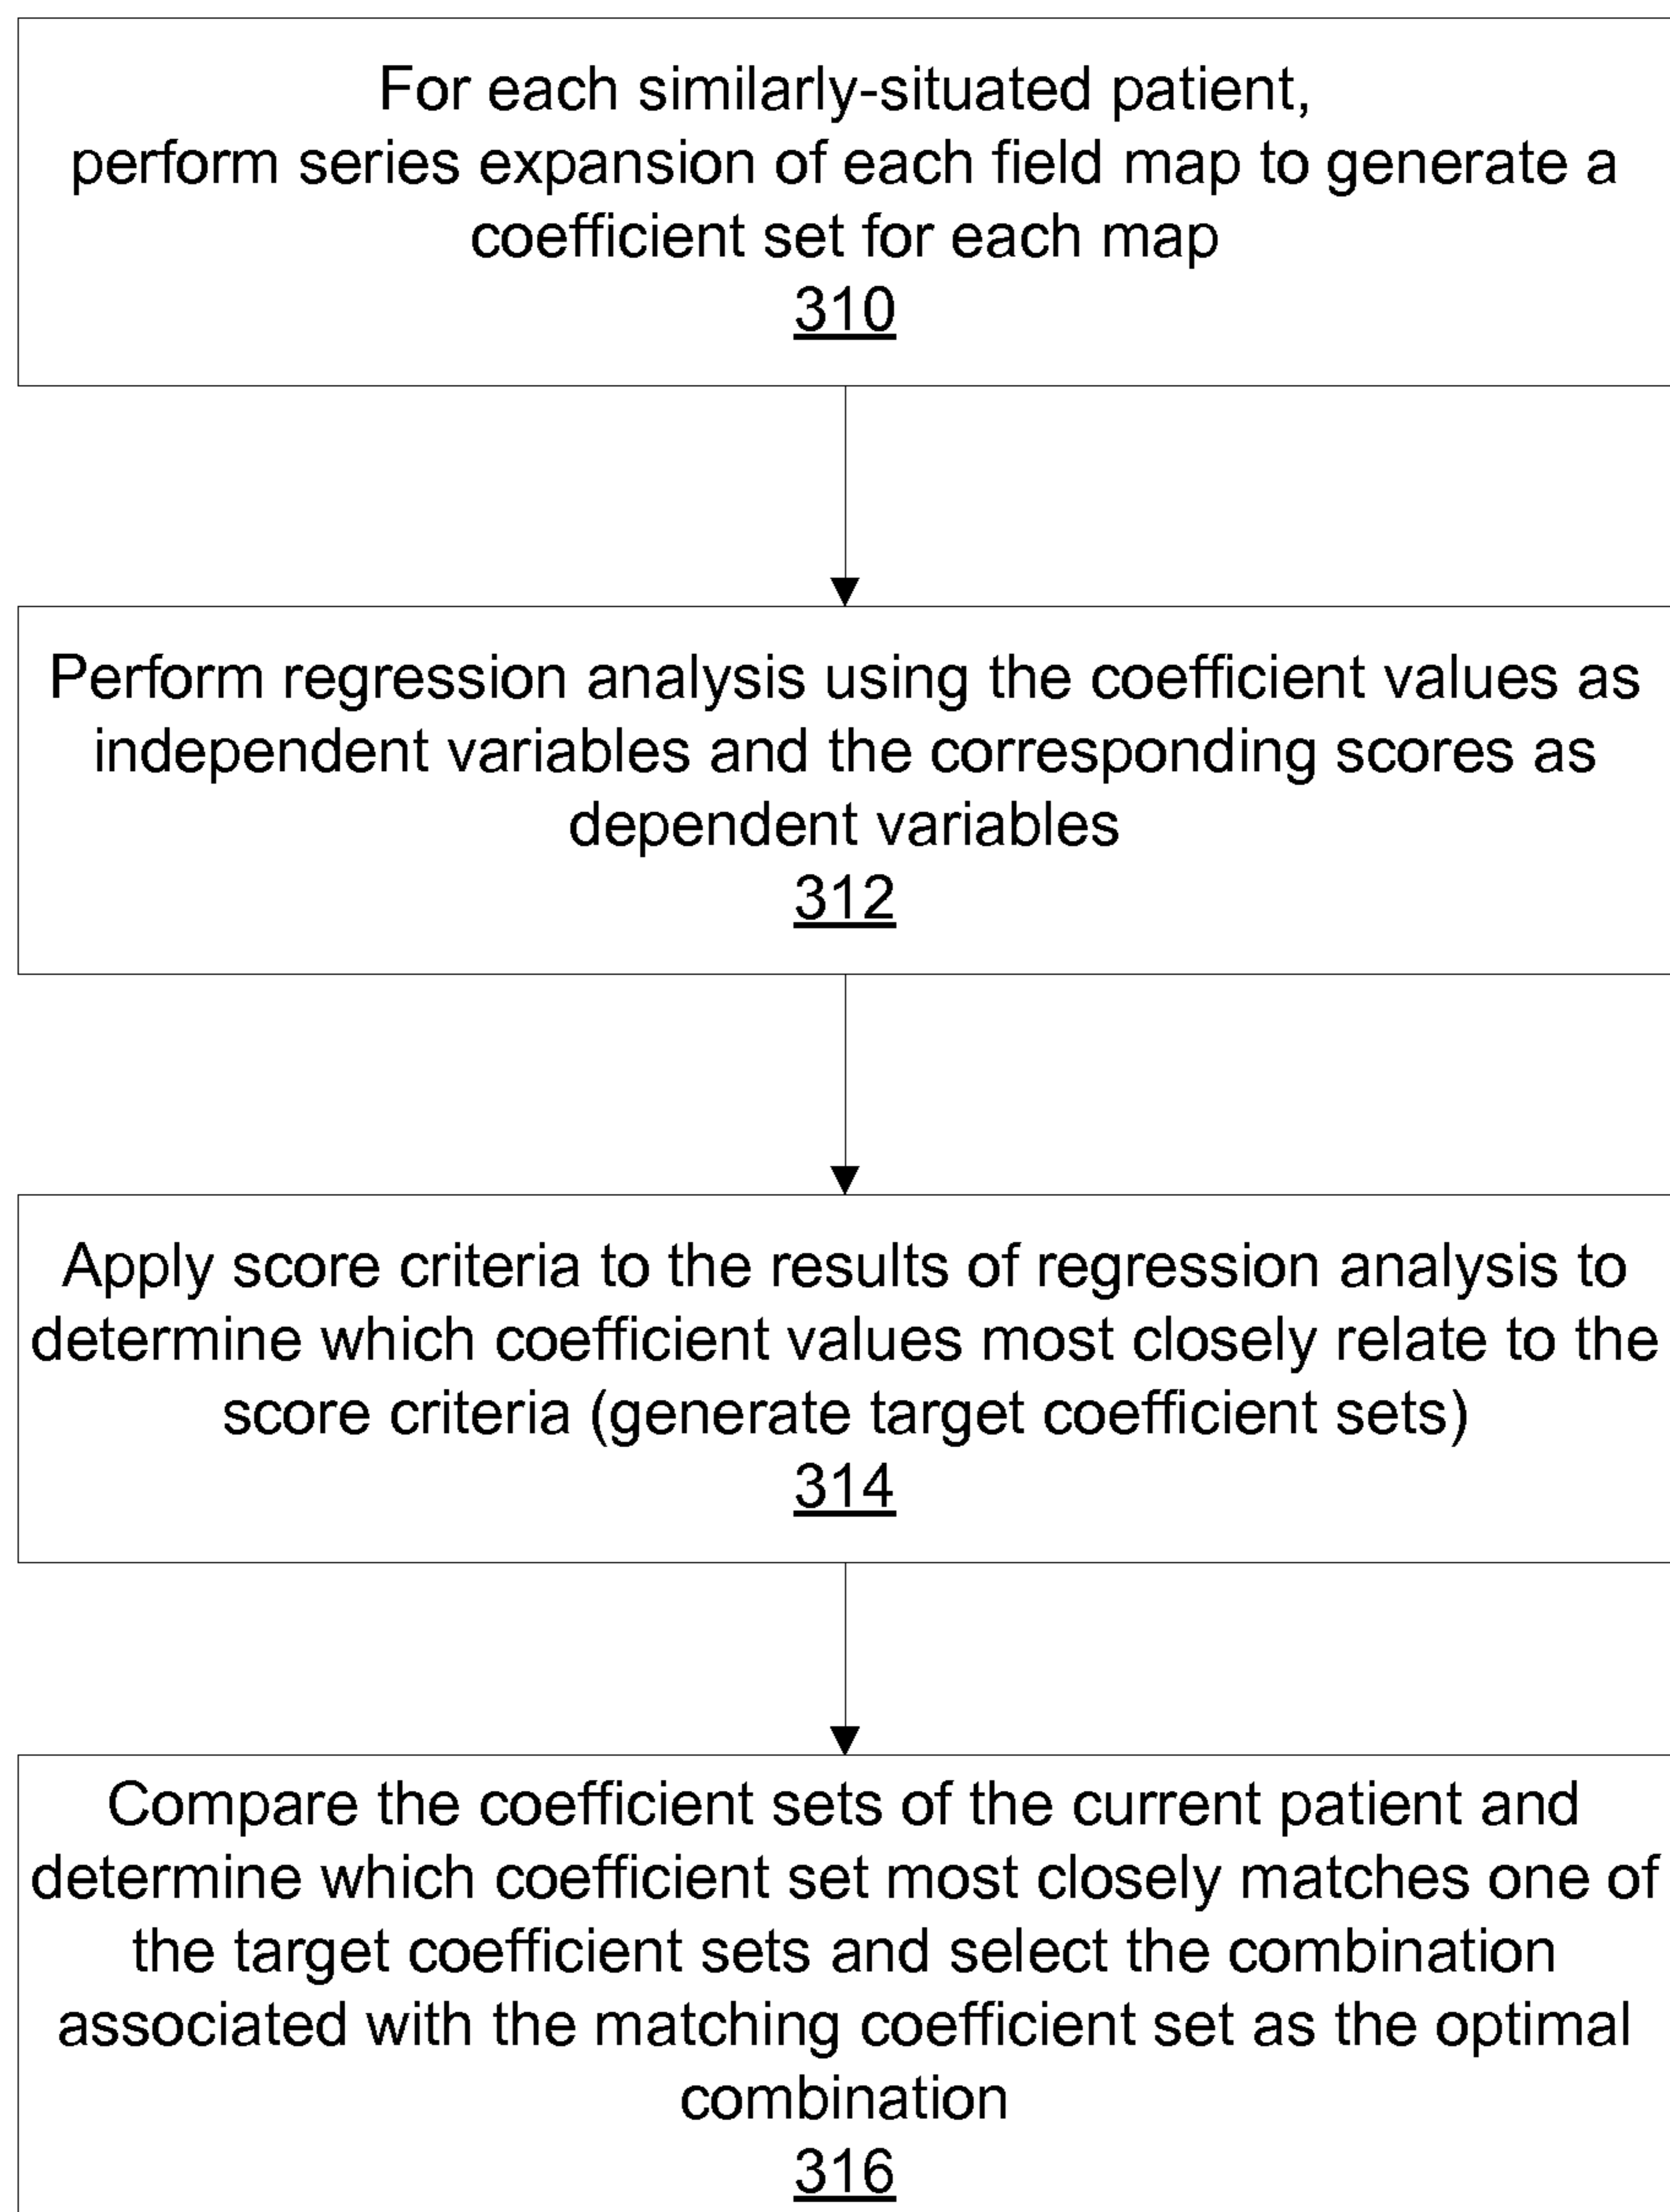 For each similarly-situated patient,
perform series expansion of each field map to generate a
coefficient set for each map
310
Perform regression analysis using the coefficient values as
independent variables and the corresponding scores as
dependent variables
312
Apply score criteria to the results of regression analysis to
determine which coefficient values most closely relate to the
score criteria (generate target coefficient sets)
314
Compare the coefficient sets of the current patient and
determine which coefficient set most closely matches one of
the target coefficient sets and select the combination
associated with the matching coefficient set as the optimal
combination
316